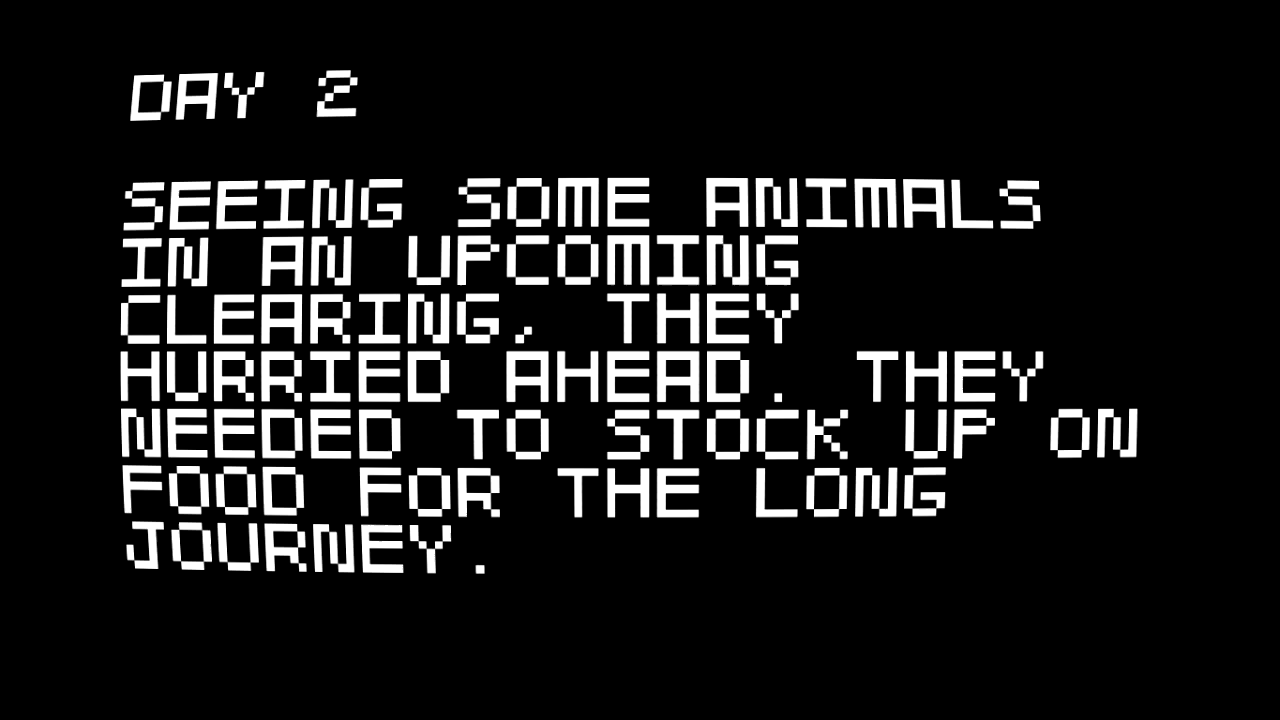 DAY 2
SEEING SOME ANIMALS
IN AN UPCOMING
CLEARING, THEY
HURRIED AHEAD. THEY
NEEDED TO STOCK UP ON
FOOD FOR THE LONG
JOURNEY.